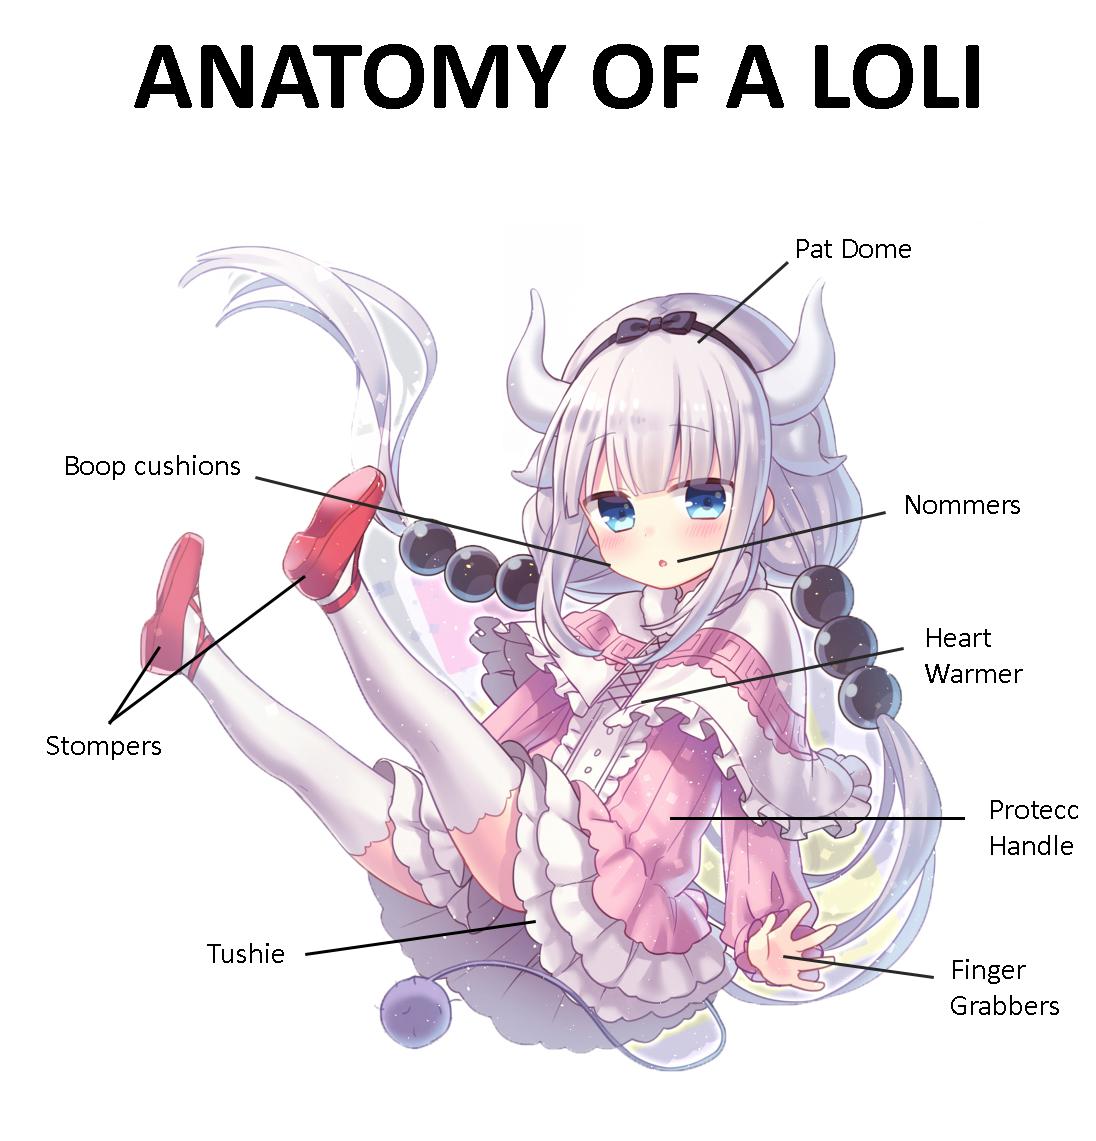 ANATOMY OF A LOLI
Pat Dome
Boop cushions
Nommers
Heart
Warmer
Stompers
Protecc
Handle
Tushie
Finger
Grabbers